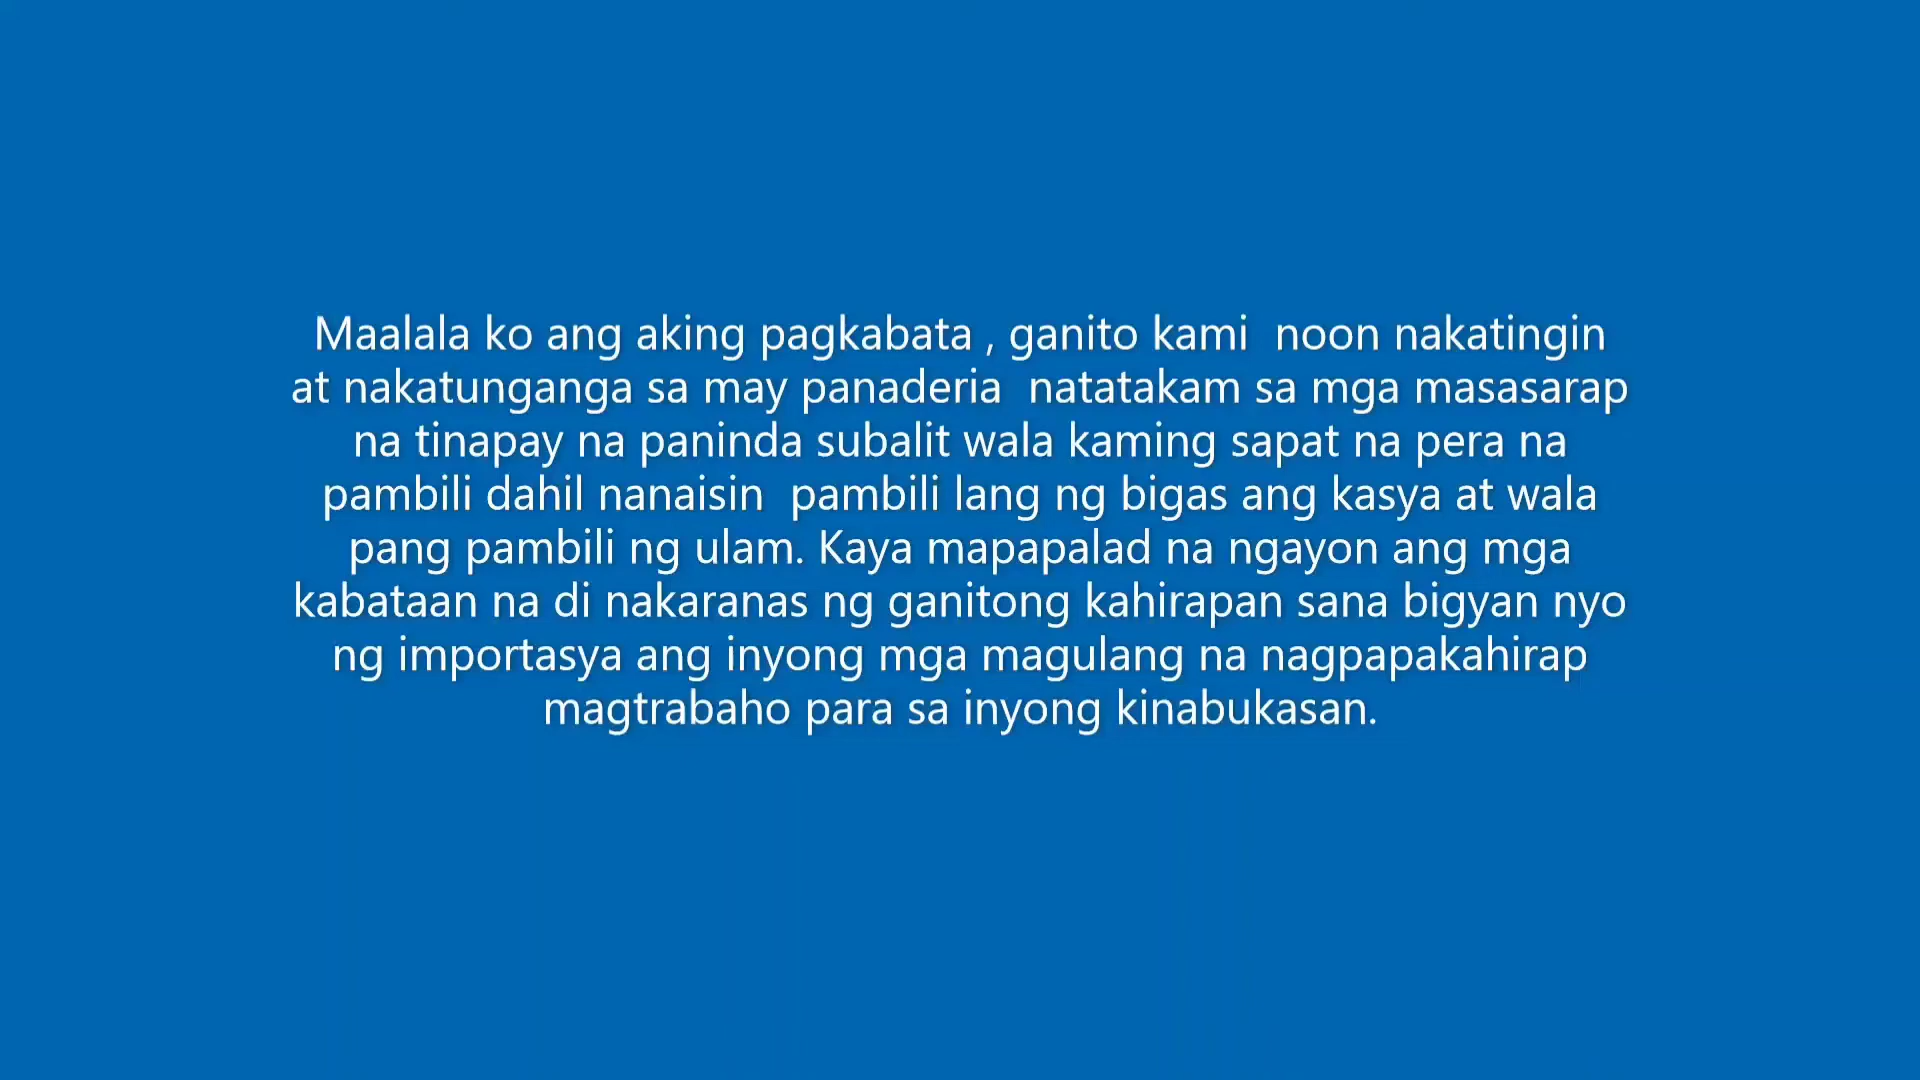 Maalala ko ang aking pagkabata , ganito kami  noon nakatingin
at nakatunganga sa may panaderia  natatakam sa mga masasarap
na tinapay na paninda subalit wala kaming sapat na pera na
pambili dahil nanaisin  pambili lang ng bigas ang kasya at wala
pang pambili ng ulam. Kaya mapapalad na ngayon ang mga
kabataan na di nakaranas ng ganitong kahirapan sana bigyan nyo
ng importasya ang inyong mga magulang na nagpapakahirap
magtrabaho para sa inyong kinabukasan.